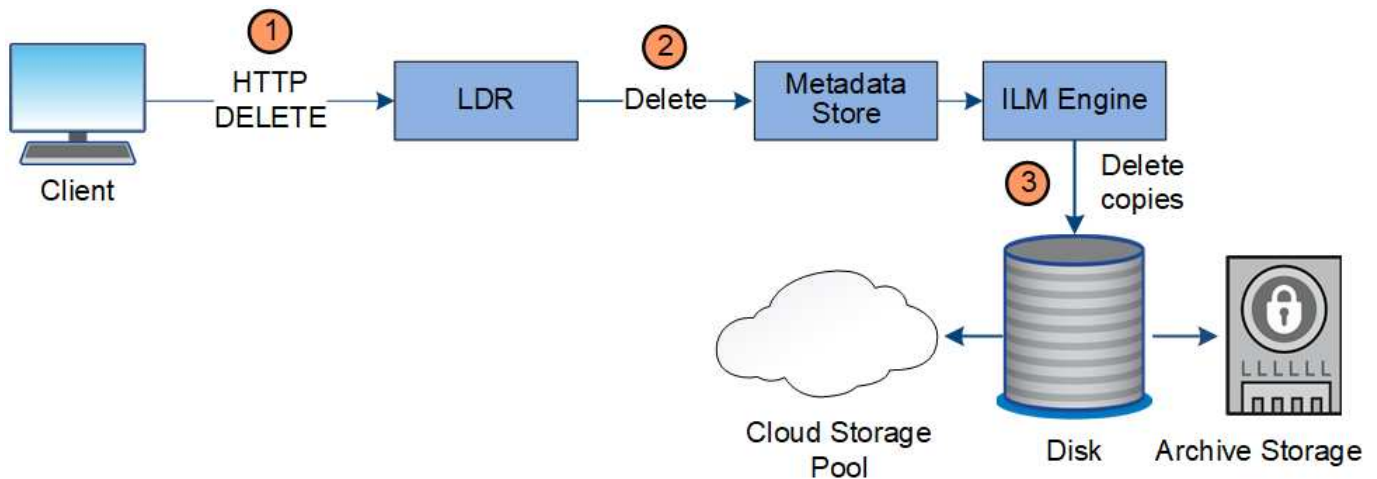 1
HTTP
DELETE
Client
LDR
2
Delete
Metadata
Store
ILM Engine
3
Delete
copies
Cloud Storage
Pool
Disk
LLLLLL
Archive Storage